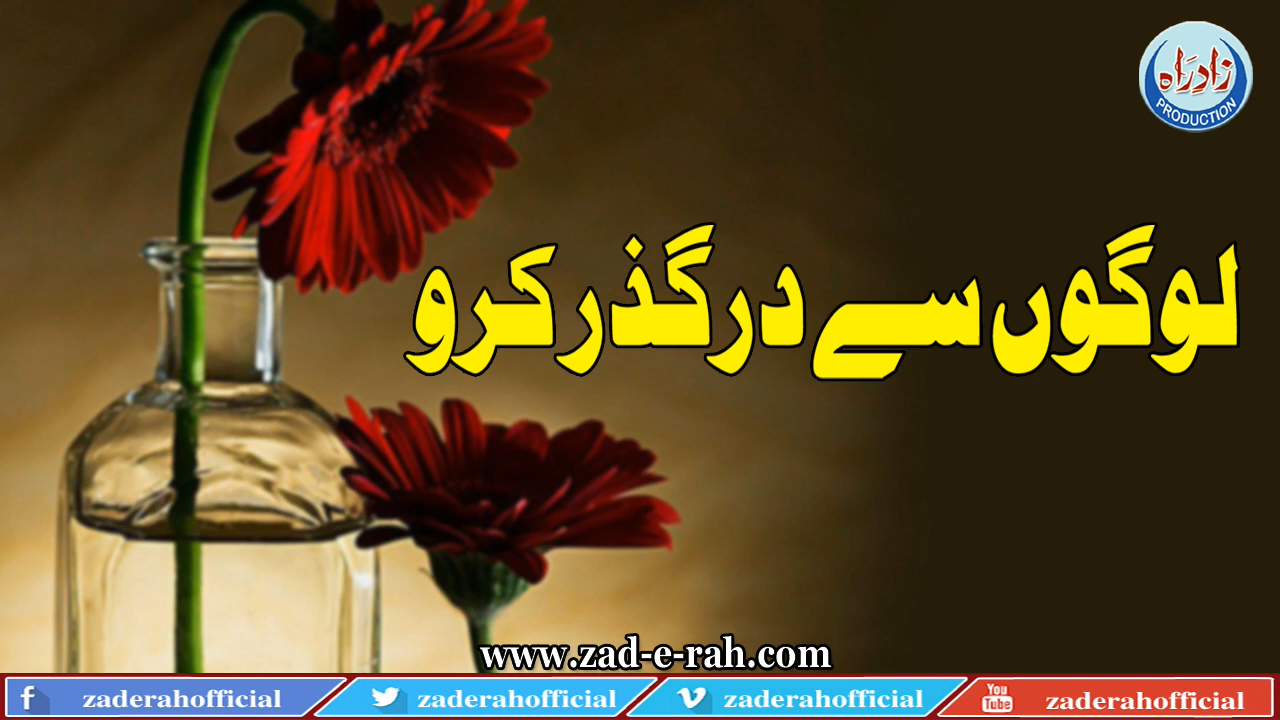 زادِراہ
PRODUCTION
لوگوں سے درگذر کرو
www.zad-e-rah.com
f zaderahofficial
zaderahofficial
v zaderahofficial
You Tube zaderahofficial